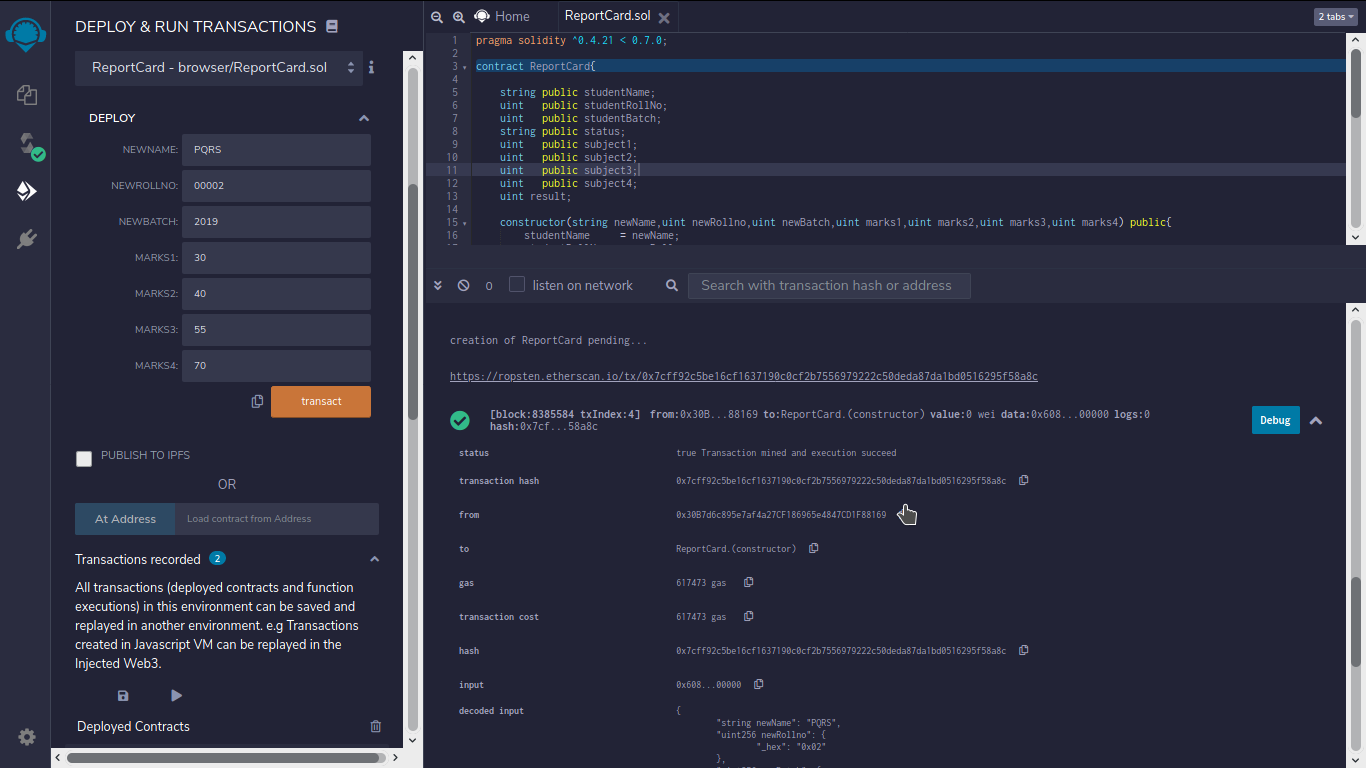 DEPLOY & RUN TRANSACTIONS
ReportCard - browser/ReportCard.sol
i
DEPLOY
NEWNAME: PQRS
NEWROLLNO: 00002
NEWBATCH: 2019
MARKS1: 30
MARKS2: 40
MARKS3: 55
MARKS4: 70
transact
PUBLISH TO IPFS
OR
At Address Load contract from Address
Transactions recorded 2
All transactions (deployed contracts and function
executions) in this environment can be saved and
replayed in another environment. e.g Transactions
created in Javascript VM can be replayed in the
Injected Web3.
Deployed Contracts
Home ReportCard.sol 2 tabs
1 pragma solidity ^0.4.21 < 0.7.0;
2
3 contract ReportCard{
4
5 string public studentName;
6 uint public studentRollNo;
7 uint public studentBatch;
8 string public status;
9 uint public subject1;
10 uint public subject2;
11 uint public subject3;
12 uint public subject4;
13 uint result;
14
15 constructor(string newName,uint newRollno,uint newBatch,uint marks1,uint marks2,uint marks3,uint marks4) public{
16 studentName = newName;
0 listen on network Search with transaction hash or address
creation of ReportCard pending...
https://ropsten.etherscan.io/tx/0x7cff92c5be16cf1637190c0cf2b7556979222c50deda87da1bd0516295f58a8c
[block:8385584 txIndex:4] from:0x30B...88169 to:ReportCard.(constructor) value:0 wei data:0x608...00000 logs:0
hash:0x7cf...58a8c
Debug
status true Transaction mined and execution succeed
transaction hash 0x7cff92c5be16cf1637190c0cf2b7556979222c50deda87da1bd0516295f58a8c
from 0x30B7d6c895e7af4a27CF186965e4847CD1F88169
to ReportCard.(constructor)
gas 617473 gas
transaction cost 617473 gas
hash 0x7cff92c5be16cf1637190c0cf2b7556979222c50deda87da1bd0516295f58a8c
input 0x608...00000
decoded input {
"string newName": "PQRS",
"uint256 newRollno": {
"_hex": "0x02"
},